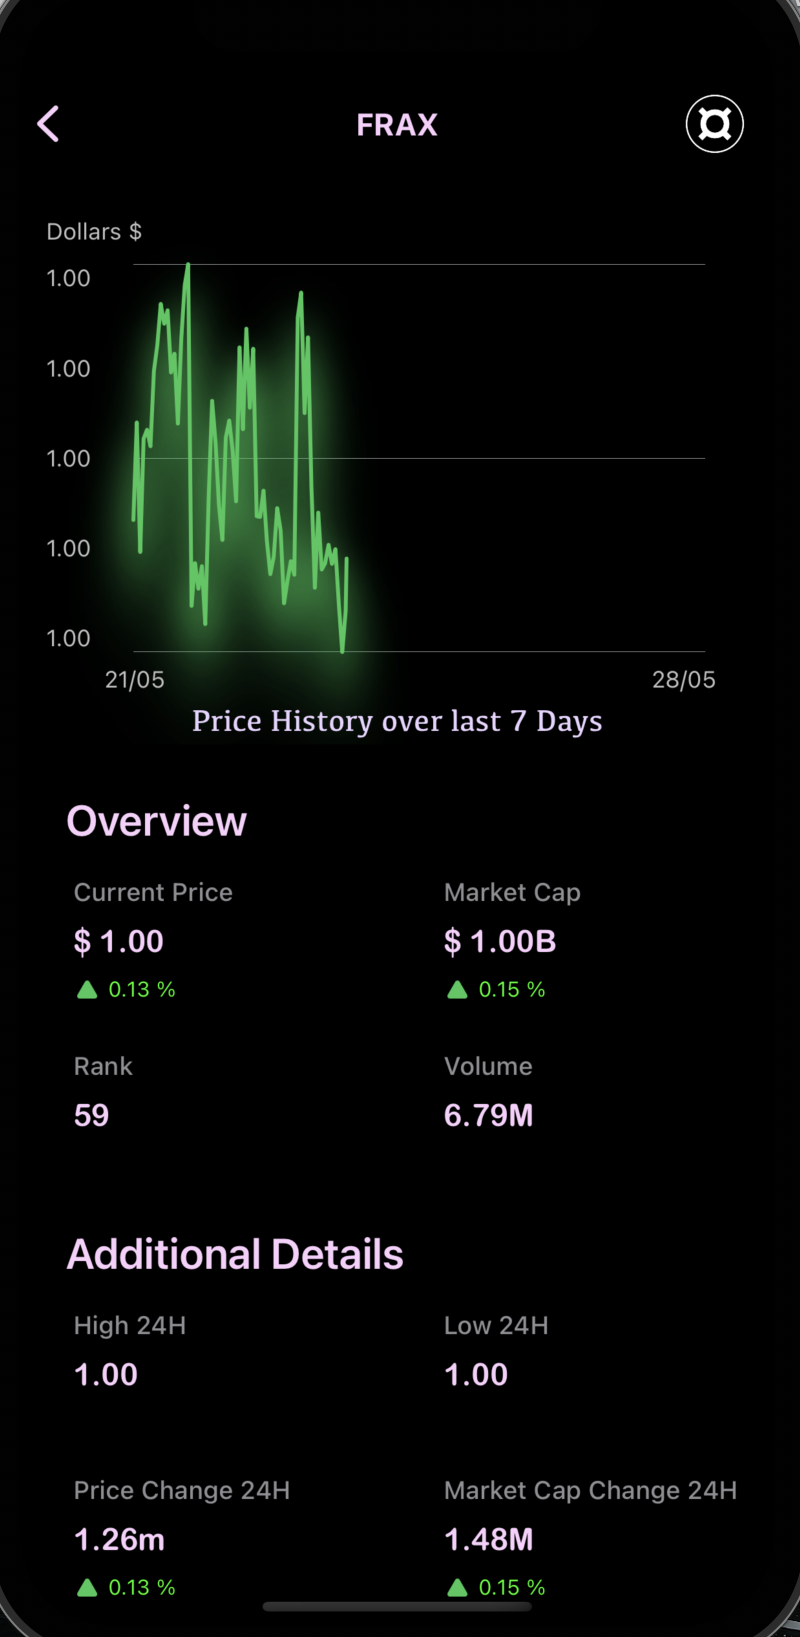 FRAX
Dollars $
1.00
1.00
1.00
1.00
1.00
21/05 28/05
Price History over last 7 Days
Overview
Current Price Market Cap
$ 1.00 $ 1.00B
0.13 % 0.15 %
Rank Volume
59 6.79M
Additional Details
High 24H Low 24H
1.00 1.00
Price Change 24H Market Cap Change 24H
1.26m 1.48M
0.13 % 0.15 %